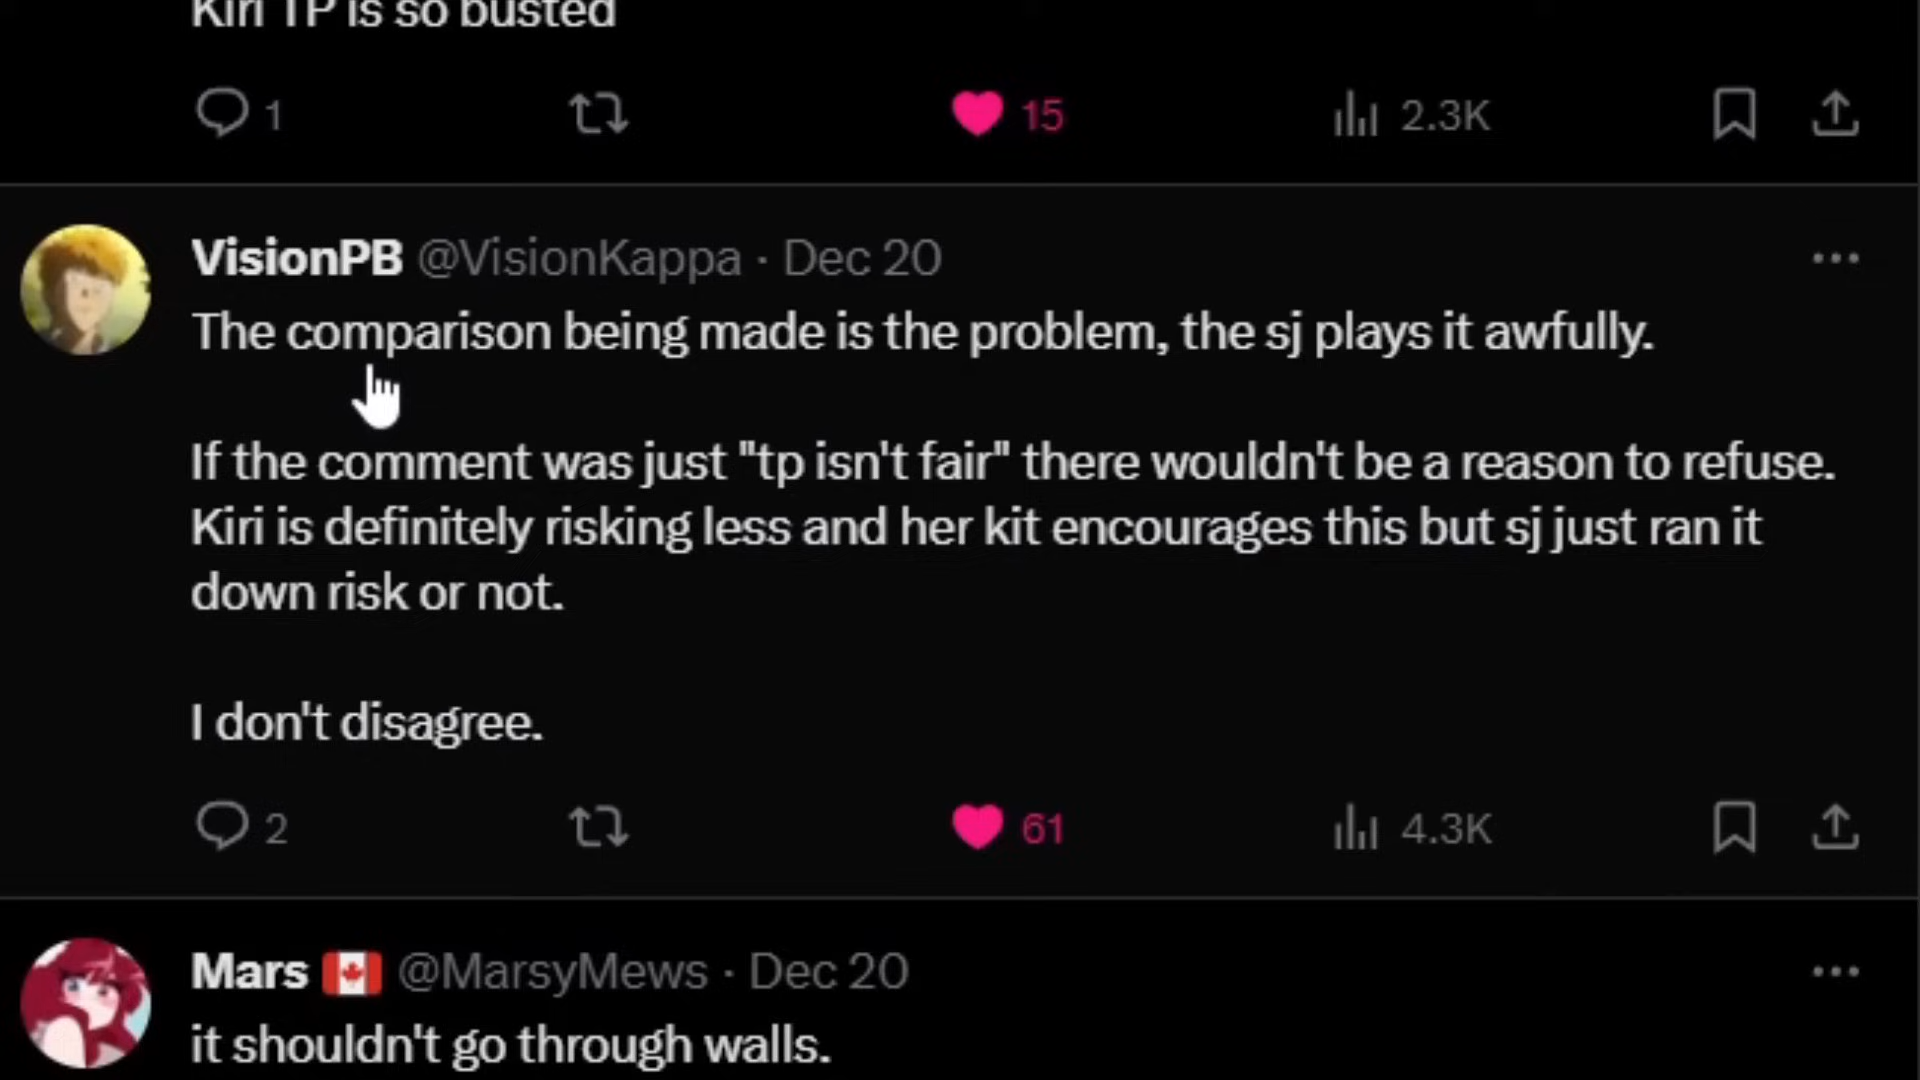 Kiri TP is so busted
1 15 2.3K
VisionPB @VisionKappa · Dec 20
The comparison being made is the problem, the sj plays it awfully.
If the comment was just "tp isn't fair" there wouldn't be a reason to refuse.
Kiri is definitely risking less and her kit encourages this but sj just ran it
down risk or not.
I don't disagree.
2 61 4.3K
Mars 🇨🇦 @MarsyMews · Dec 20
it shouldn't go through walls.